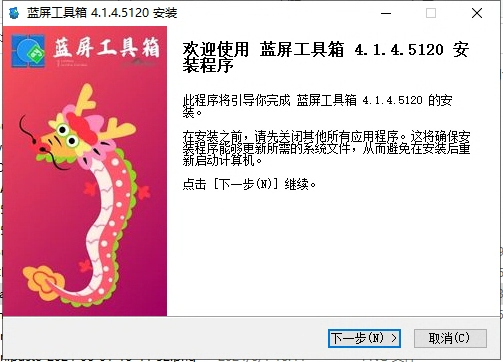 蓝屏工具箱 4.1.4.5120 安装
蓝屏工具箱
欢迎使用 蓝屏工具箱 4.1.4.5120 安
装程序
此程序将引导你完成 蓝屏工具箱 4.1.4.5120 的安
装。
在安装之前，请先关闭其他所有应用程序。这将确保安
装程序能够更新所需的系统文件，从而避免在安装后重
新启动计算机。
点击 [下一步(N)] 继续。
下一步(N) >
取消(C)